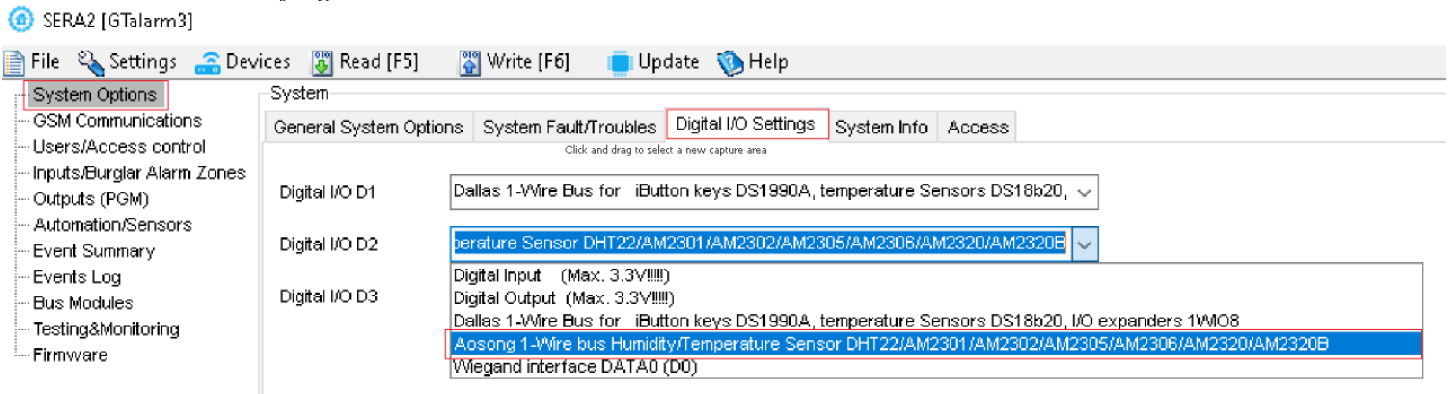 SERA2 [GTalarm3]
File Settings Devices Read [F5] Write [F6] Update Help
System Options
GSM Communications
Users/Access control
Inputs/Burglar Alarm Zones
Outputs (PGM)
Automation/Sensors
Event Summary
Events Log
Bus Modules
Testing&Monitoring
Firmware
System
General System Options System Fault/Troubles Digital I/O Settings System Info Access
Click and drag to select a new capture area
Digital I/O D1 Dallas 1-Wire Bus for iButton keys DS1990A, temperature Sensors DS18b20,
Digital I/O D2 perature Sensor DHT22/AM2301/AM2302/AM2305/AM2306/AM2320/AM2320B
Digital I/O D3
Digital Input (Max. 3.3V!!!!!)
Digital Output (Max. 3.3V!!!!!)
Dallas 1-Wire Bus for iButton keys DS1990A, temperature Sensors DS18b20, I/O expanders 1WIO8
Aosong 1-Wire bus Humidity/Temperature Sensor DHT22/AM2301/AM2302/AM2305/AM2306/AM2320/AM2320B
Wiegand interface DATA0 (D0)